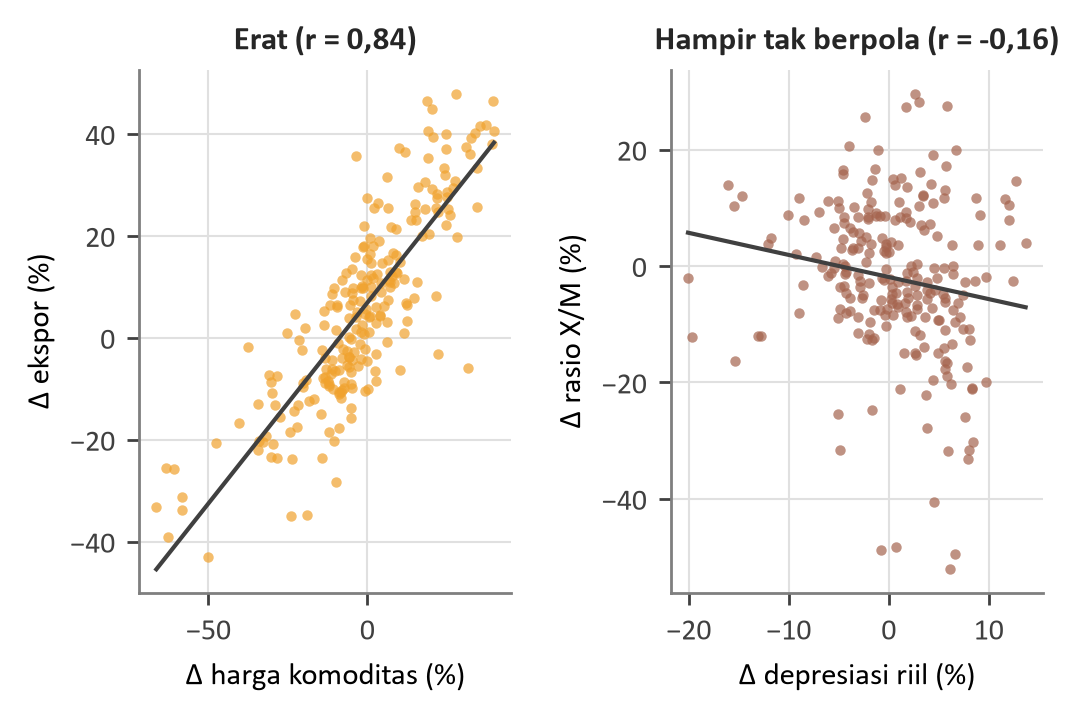 Erat (r = 0,84)
Δ ekspor (%)
40
20
0
−20
−40
−50
0
Δ harga komoditas (%)
Hampir tak berpola (r = -0,16)
Δ rasio X/M (%)
20
0
−20
−40
−20
−10
0
10
Δ depresiasi riil (%)